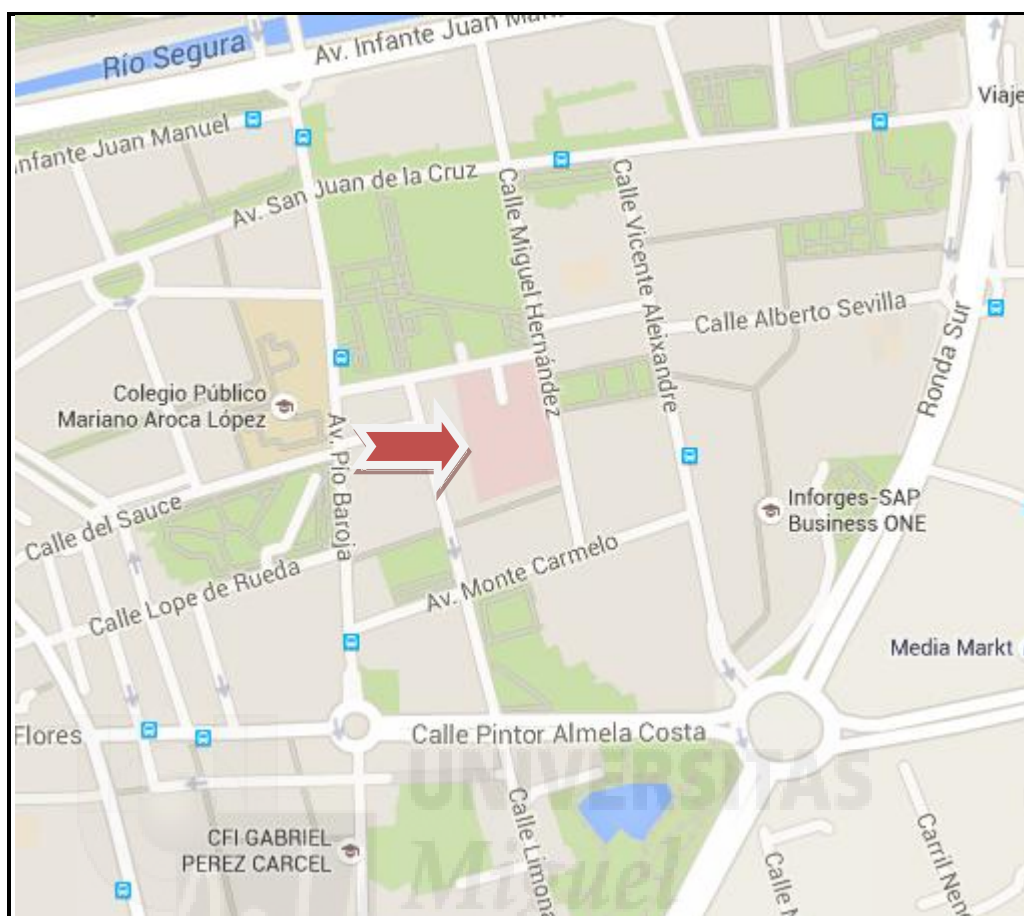 Río Segura
Av. Infante Juan
Viaje
Infante Juan Manuel
Av. San Juan de la Cruz
Calle Miguel Hernández
Calle Vicente Aleixandre
Calle Alberto Sevilla
Ronda Sur
Colegio Público
Mariano Aroca López
Av. Pío Baroja
Calle del Sauce
Inforges-SAP
Business ONE
Calle Lope de Rueda
Av. Monte Carmelo
Media Markt
Flores
Calle Pintor Almela Costa
UNIVERSITAS
Miguel
CFI GABRIEL
PEREZ CARCEL
Calle Limona
Calle
Carril Nen